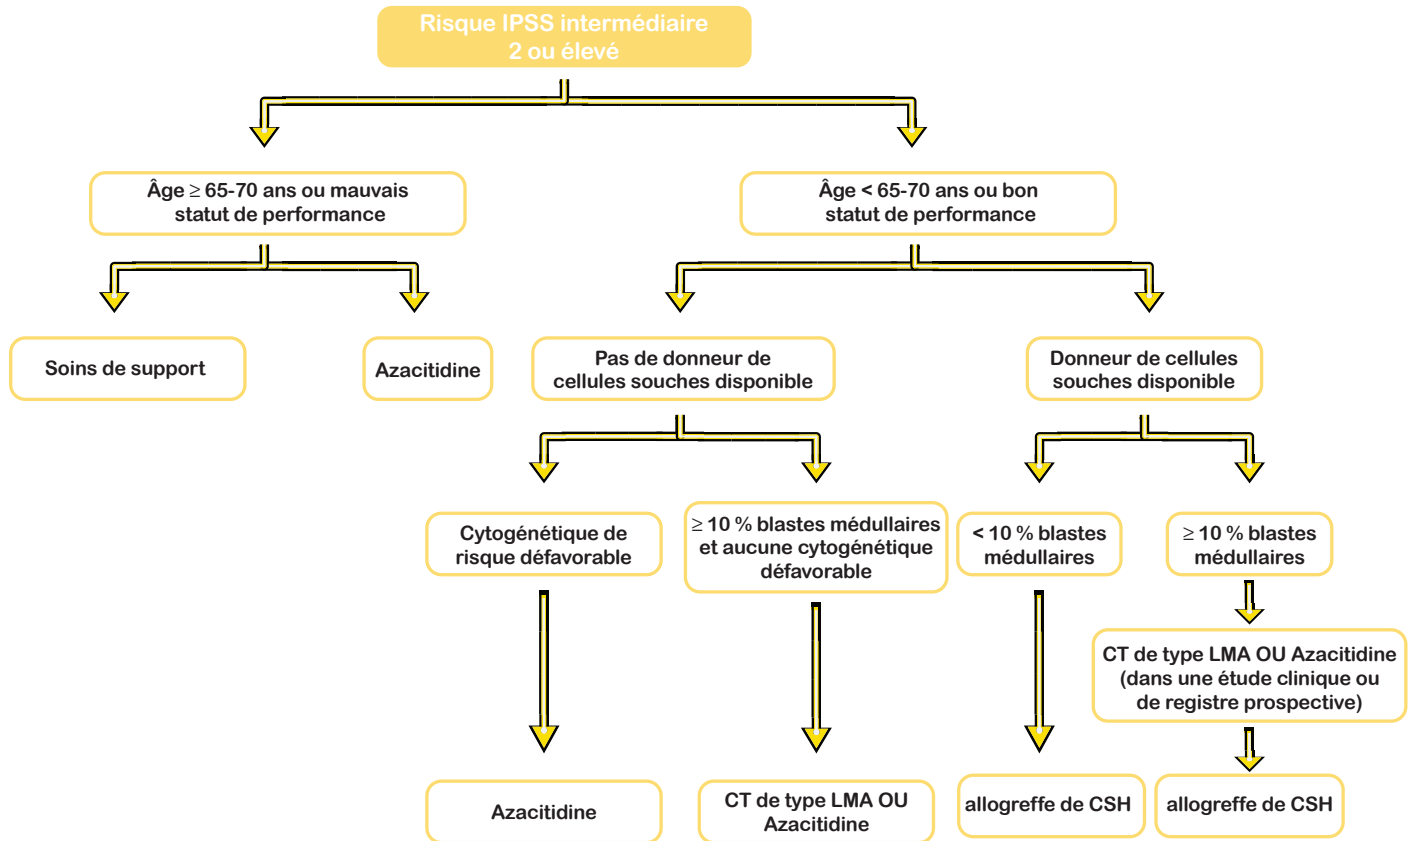 Risque IPSS intermédiaire
2 ou élevé
Âge ≥ 65-70 ans ou mauvais
statut de performance
Âge < 65-70 ans ou bon
statut de performance
Soins de support
Azacitidine
Pas de donneur de
cellules souches disponible
Donneur de cellules
souches disponible
Cytogénétique de
risque défavorable
≥ 10 % blastes médullaires
et aucune cytogénétique
défavorable
< 10 % blastes
médullaires
≥ 10 % blastes
médullaires
CT de type LMA OU Azacitidine
(dans une étude clinique ou
de registre prospective)
Azacitidine
CT de type LMA OU
Azacitidine
allogreffe de CSH
allogreffe de CSH